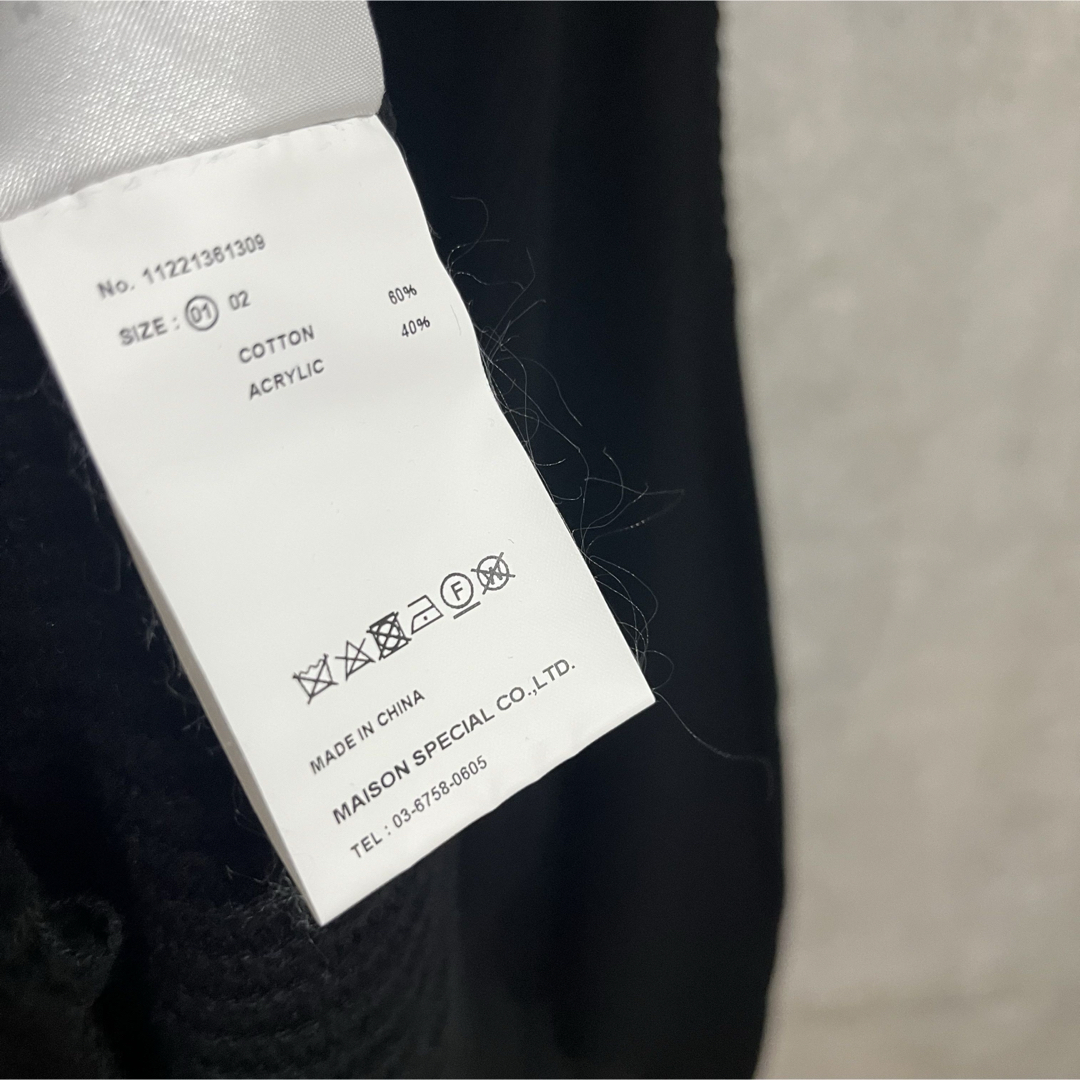 No. 11221361309
SIZE : 01 02
COTTON 60%
ACRYLIC 40%
F W
MADE IN CHINA
MAISON SPECIAL CO.,LTD.
TEL : 03-6758-0605